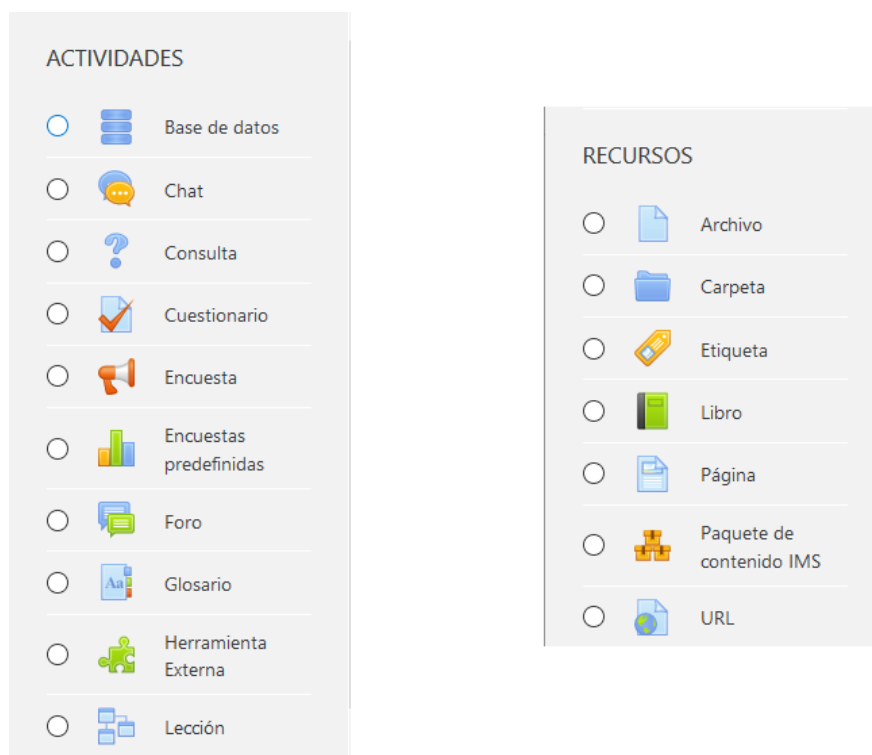 ACTIVIDADES
Base de datos
Chat
Consulta
Cuestionario
Encuesta
Encuestas
predefinidas
Foro
Aa
Glosario
Herramienta
Externa
Lección
RECURSOS
Archivo
Carpeta
Etiqueta
Libro
Página
Paquete de
contenido IMS
URL